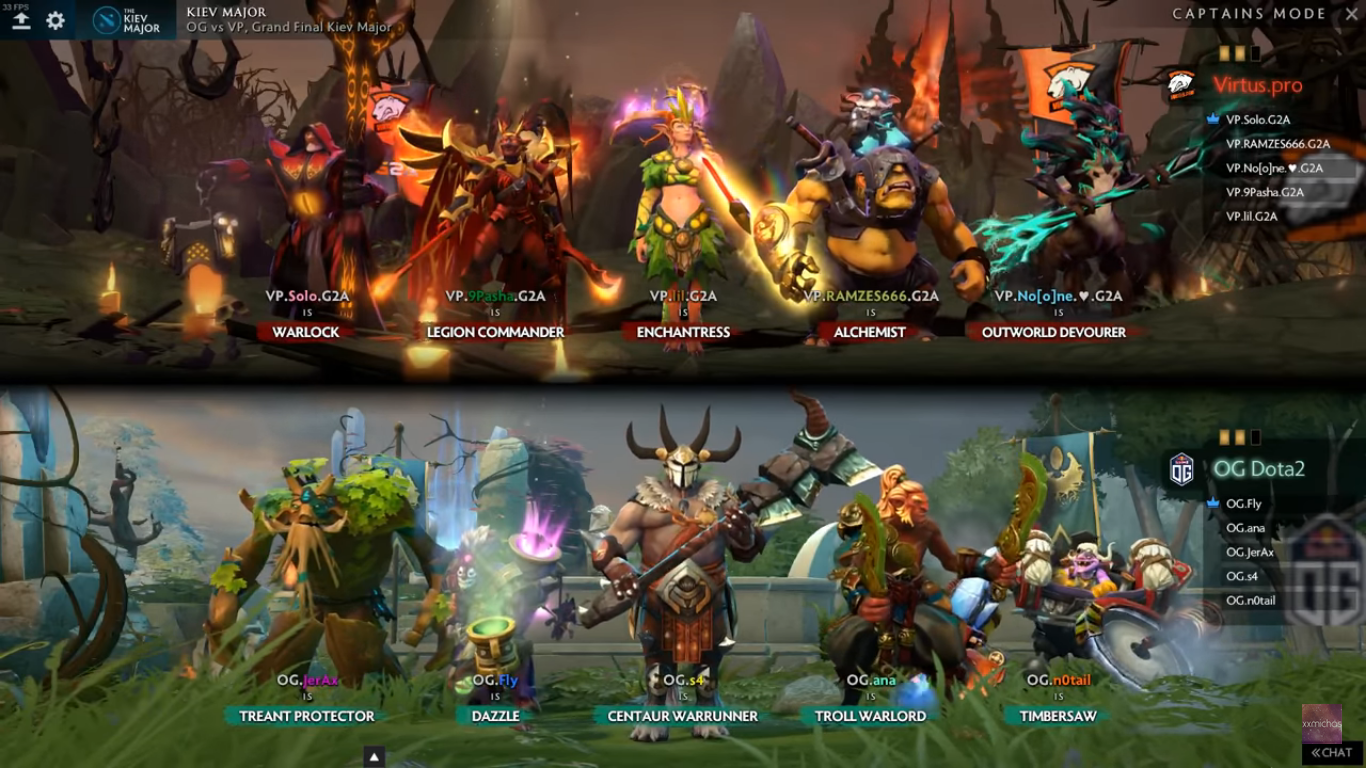 33 FPS
THE
KIEV
MAJOR
KIEV MAJOR
OG vs VP, Grand Final Kiev Major
CAPTAINS MODE
Virtus.pro
VP.Solo.G2A
VP.RAMZES666.G2A
VP.No[o]ne.♥.G2A
VP.9Pasha.G2A
VP.lil.G2A
VP.Solo.G2A
IS
WARLOCK
VP.9Pasha.G2A
IS
LEGION COMMANDER
VP.lil.G2A
IS
ENCHANTRESS
VP.RAMZES666.G2A
IS
ALCHEMIST
VP.No[o]ne.♥.G2A
IS
OUTWORLD DEVOURER
OG
OG Dota2
OG.Fly
OG.ana
OG.JerAx
OG.s4
OG.n0tail
OG
OG.JerAx
IS
TREANT PROTECTOR
OG.Fly
IS
DAZZLE
OG.s4
IS
CENTAUR WARRUNNER
OG.ana
IS
TROLL WARLORD
OG.n0tail
IS
TIMBERSAW
xxmichas
«CHAT